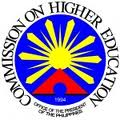 COMMISSION ON HIGHER EDUCATION
1994
OFFICE OF THE PRESIDENT
OF THE PHILIPPINES